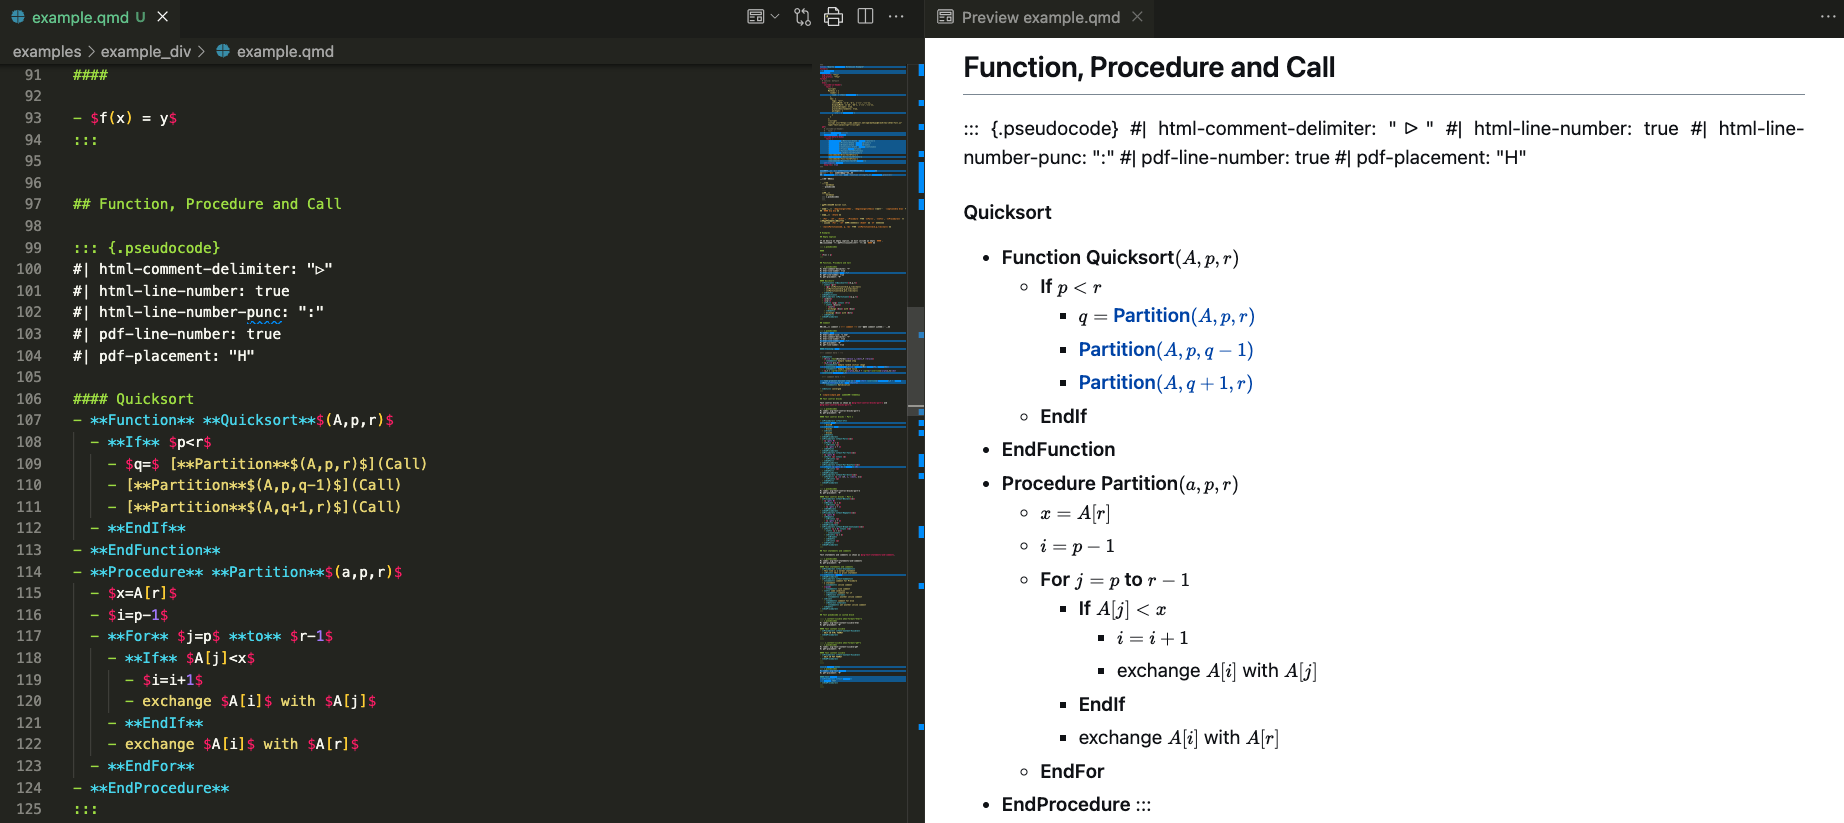 example.qmd U
examples > example_div > example.qmd
91 ####
92
93 - $f(x) = y$
94 :::
95
96
97 ## Function, Procedure and Call
98
99 ::: {.pseudocode}
100 #| html-comment-delimiter: "▷"
101 #| html-line-number: true
102 #| html-line-number-punc: ":"
103 #| pdf-line-number: true
104 #| pdf-placement: "H"
105
106 #### Quicksort
107 - **Function** **Quicksort**$(A,p,r)$
108 - **If** $p<r$
109 - $q=$ [**Partition**$(A,p,r)$](Call)
110 - [**Partition**$(A,p,q-1)$](Call)
111 - [**Partition**$(A,q+1,r)$](Call)
112 - **EndIf**
113 - **EndFunction**
114 - **Procedure** **Partition**$(a,p,r)$
115 - $x=A[r]$
116 - $i=p-1$
117 - **For** $j=p$ **to** $r-1$
118 - **If** $A[j]<x$
119 - $i=i+1$
120 - exchange $A[i]$ with $A[j]$
121 - **EndIf**
122 - exchange $A[i]$ with $A[r]$
123 - **EndFor**
124 - **EndProcedure**
125 :::
Preview example.qmd
Function, Procedure and Call
::: {.pseudocode} #| html-comment-delimiter: " ▷ " #| html-line-number: true #| html-line-
number-punc: ":" #| pdf-line-number: true #| pdf-placement: "H"
Quicksort
• Function Quicksort(A, p, r)
◦ If p < r
▪ q = Partition(A, p, r)
▪ Partition(A, p, q − 1)
▪ Partition(A, q + 1, r)
◦ EndIf
• EndFunction
• Procedure Partition(a, p, r)
◦ x = A[r]
◦ i = p − 1
◦ For j = p to r − 1
▪ If A[j] < x
▪ i = i + 1
▪ exchange A[i] with A[j]
▪ EndIf
▪ exchange A[i] with A[r]
◦ EndFor
• EndProcedure :::